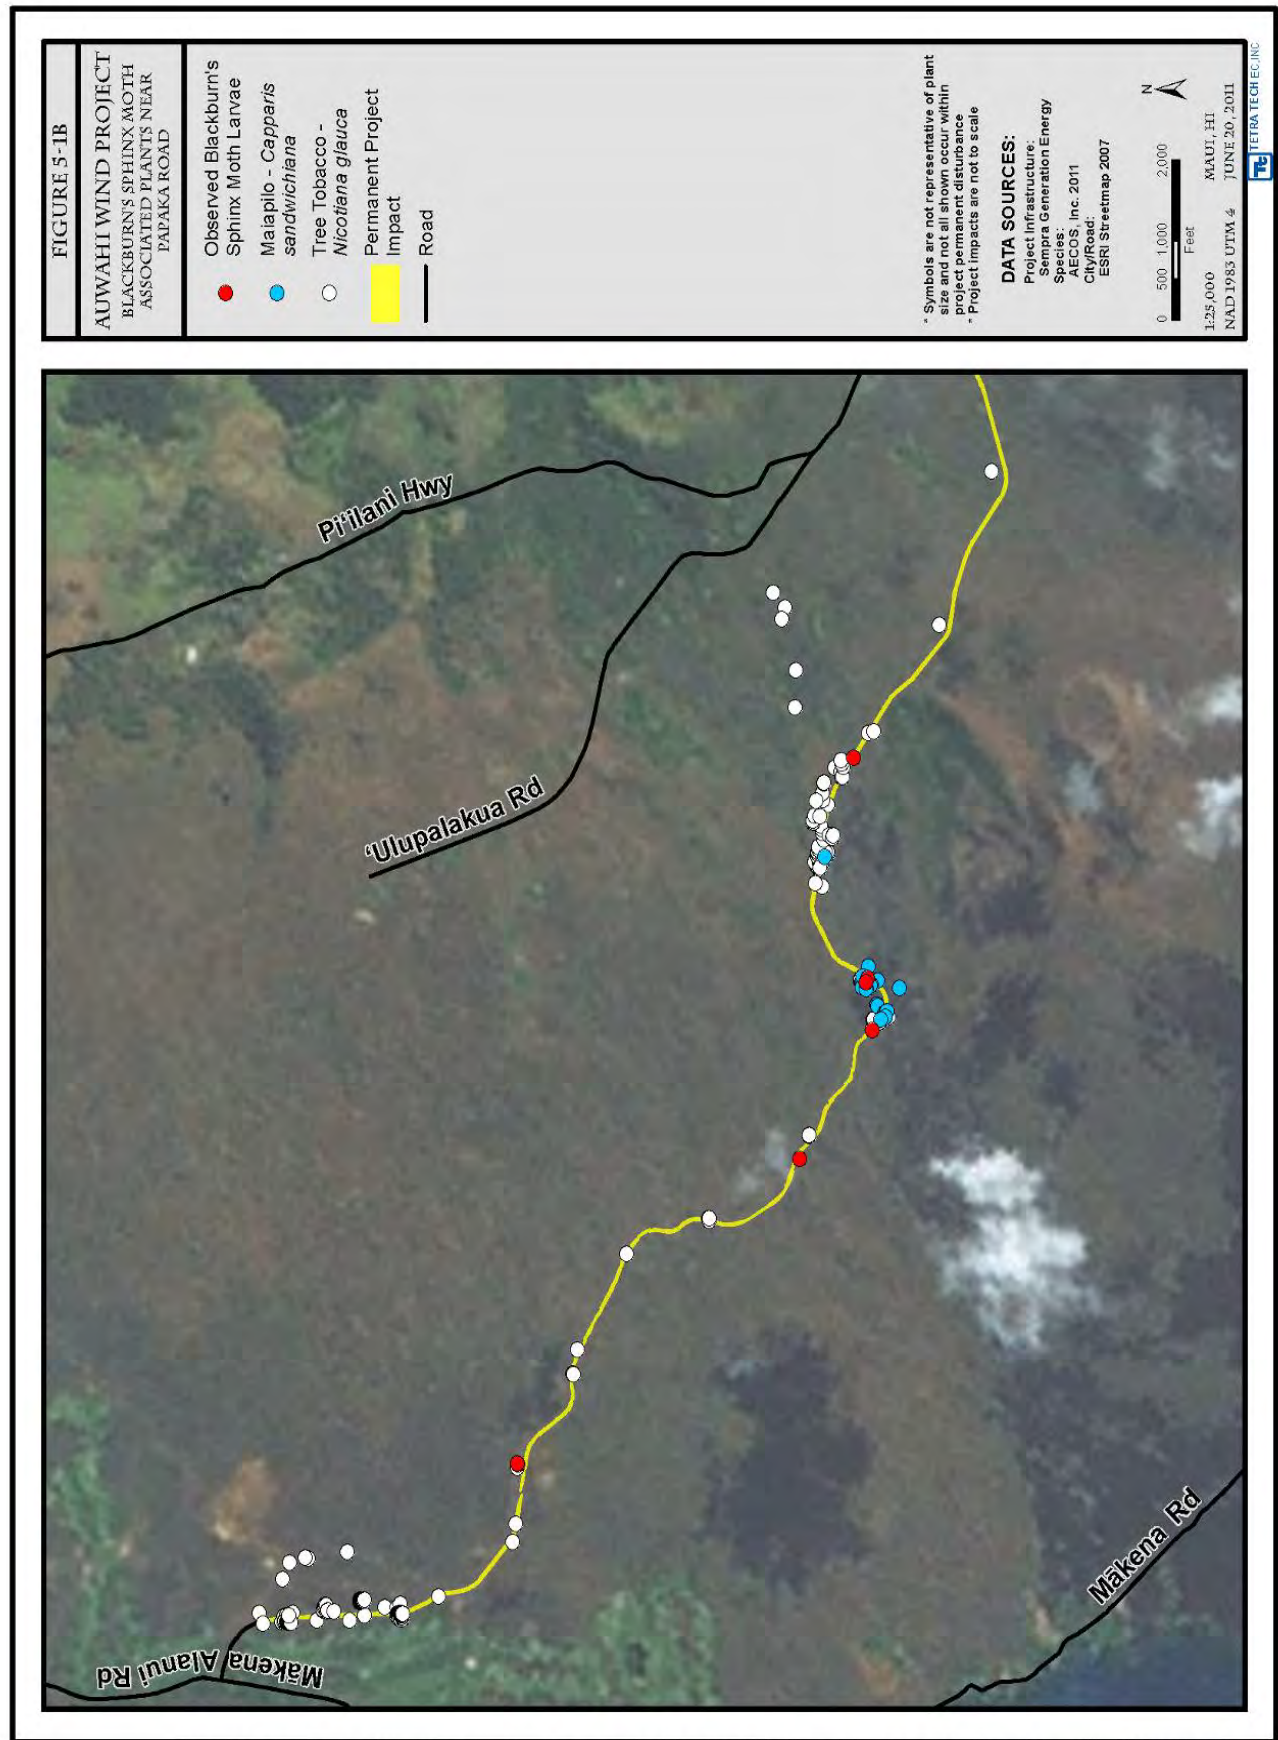 FIGURE 5-1B
AUWAHI WIND PROJECT
BLACKBURN'S SPHINX MOTH
ASSOCIATED PLANTS NEAR
PAPAKA ROAD
Observed Blackburn's
Sphinx Moth Larvae
Maiapilo - Capparis
sandwichiana
Tree Tobacco -
Nicotiana glauca
Permanent Project
Impact
Road
* Symbols are not representative of plant
size and not all shown occur within
project permanent disturbance
* Project impacts are not to scale
DATA SOURCES:
Project Infrastructure:
Sempra Generation Energy
Species:
AECOS, Inc. 2011
City/Road:
ESRI Streetmap 2007
N
0 500 1,000 2,000
Feet
1:25,000 MAUI, HI
NAD 1983 UTM 4 JUNE 20, 2011
Tt TETRA TECH EC, INC
Pi'ilani Hwy
'Ulupalakua Rd
Mākena Alanui Rd
Mākena Rd